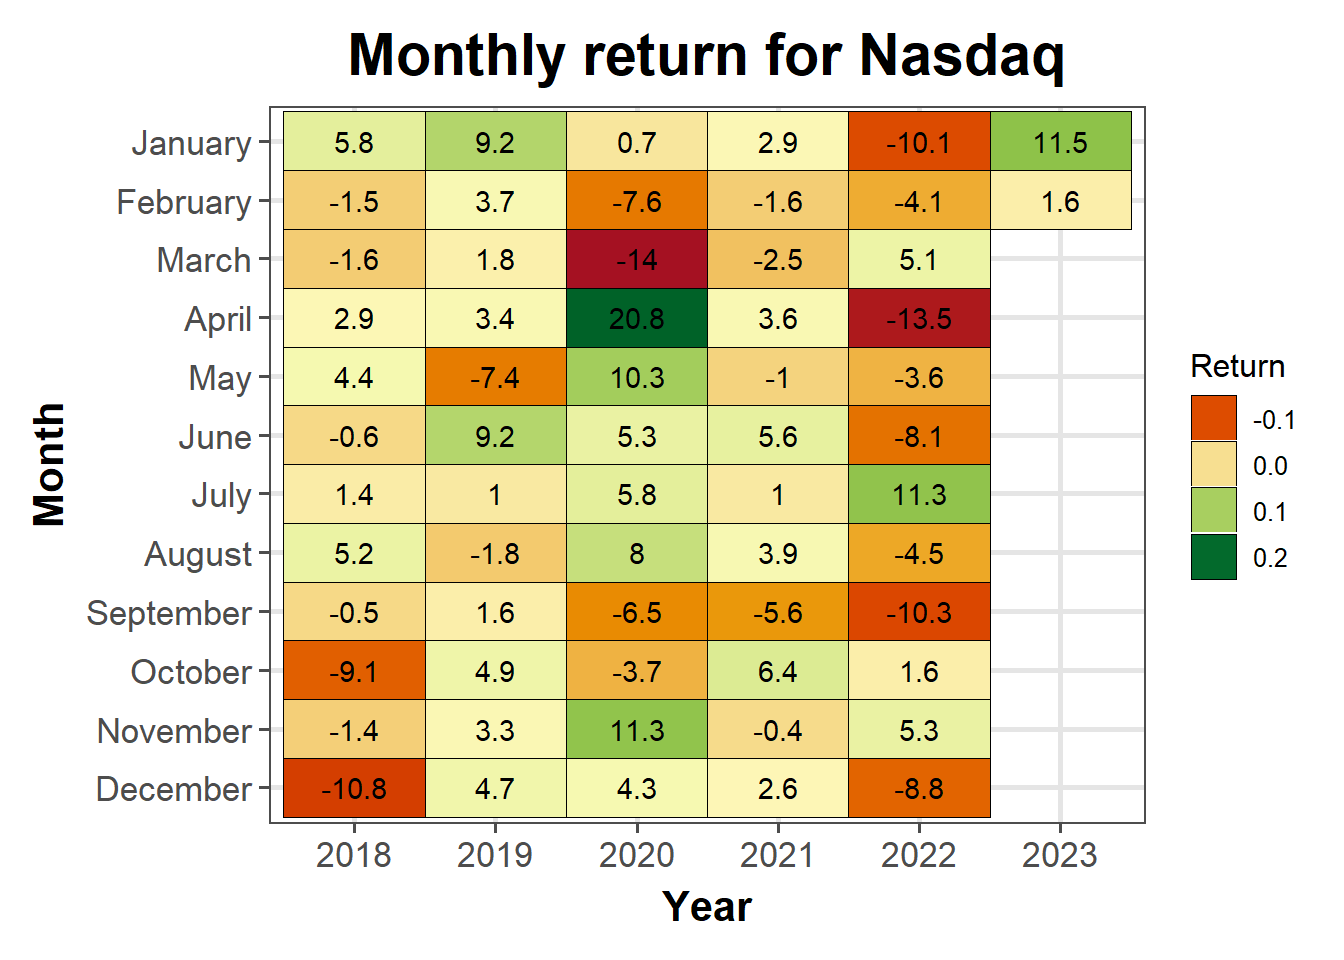 Monthly return for Nasdaq
January 5.8 9.2 0.7 2.9 -10.1 11.5
February -1.5 3.7 -7.6 -1.6 -4.1 1.6
March -1.6 1.8 -14 -2.5 5.1
April 2.9 3.4 20.8 3.6 -13.5
May 4.4 -7.4 10.3 -1 -3.6
June -0.6 9.2 5.3 5.6 -8.1
July 1.4 1 5.8 1 11.3
August 5.2 -1.8 8 3.9 -4.5
September -0.5 1.6 -6.5 -5.6 -10.3
October -9.1 4.9 -3.7 6.4 1.6
November -1.4 3.3 11.3 -0.4 5.3
December -10.8 4.7 4.3 2.6 -8.8
2018 2019 2020 2021 2022 2023
Year
Month
Return
-0.1
0.0
0.1
0.2